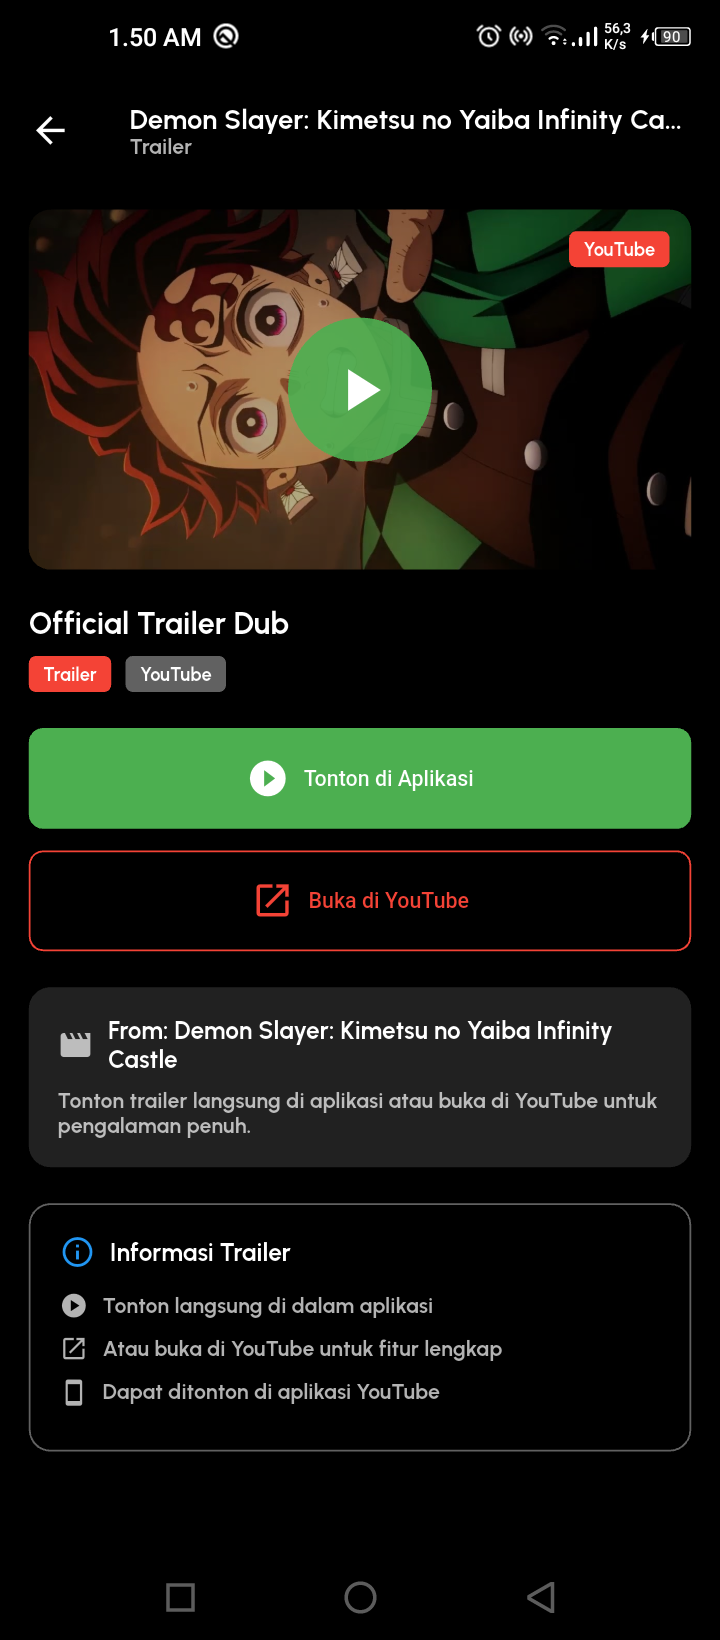 1.50 AM
56,3
K/s
90
Demon Slayer: Kimetsu no Yaiba Infinity Ca...
Trailer
YouTube
Official Trailer Dub
Trailer
YouTube
Tonton di Aplikasi
Buka di YouTube
From: Demon Slayer: Kimetsu no Yaiba Infinity
Castle
Tonton trailer langsung di aplikasi atau buka di YouTube untuk
pengalaman penuh.
Informasi Trailer
Tonton langsung di dalam aplikasi
Atau buka di YouTube untuk fitur lengkap
Dapat ditonton di aplikasi YouTube